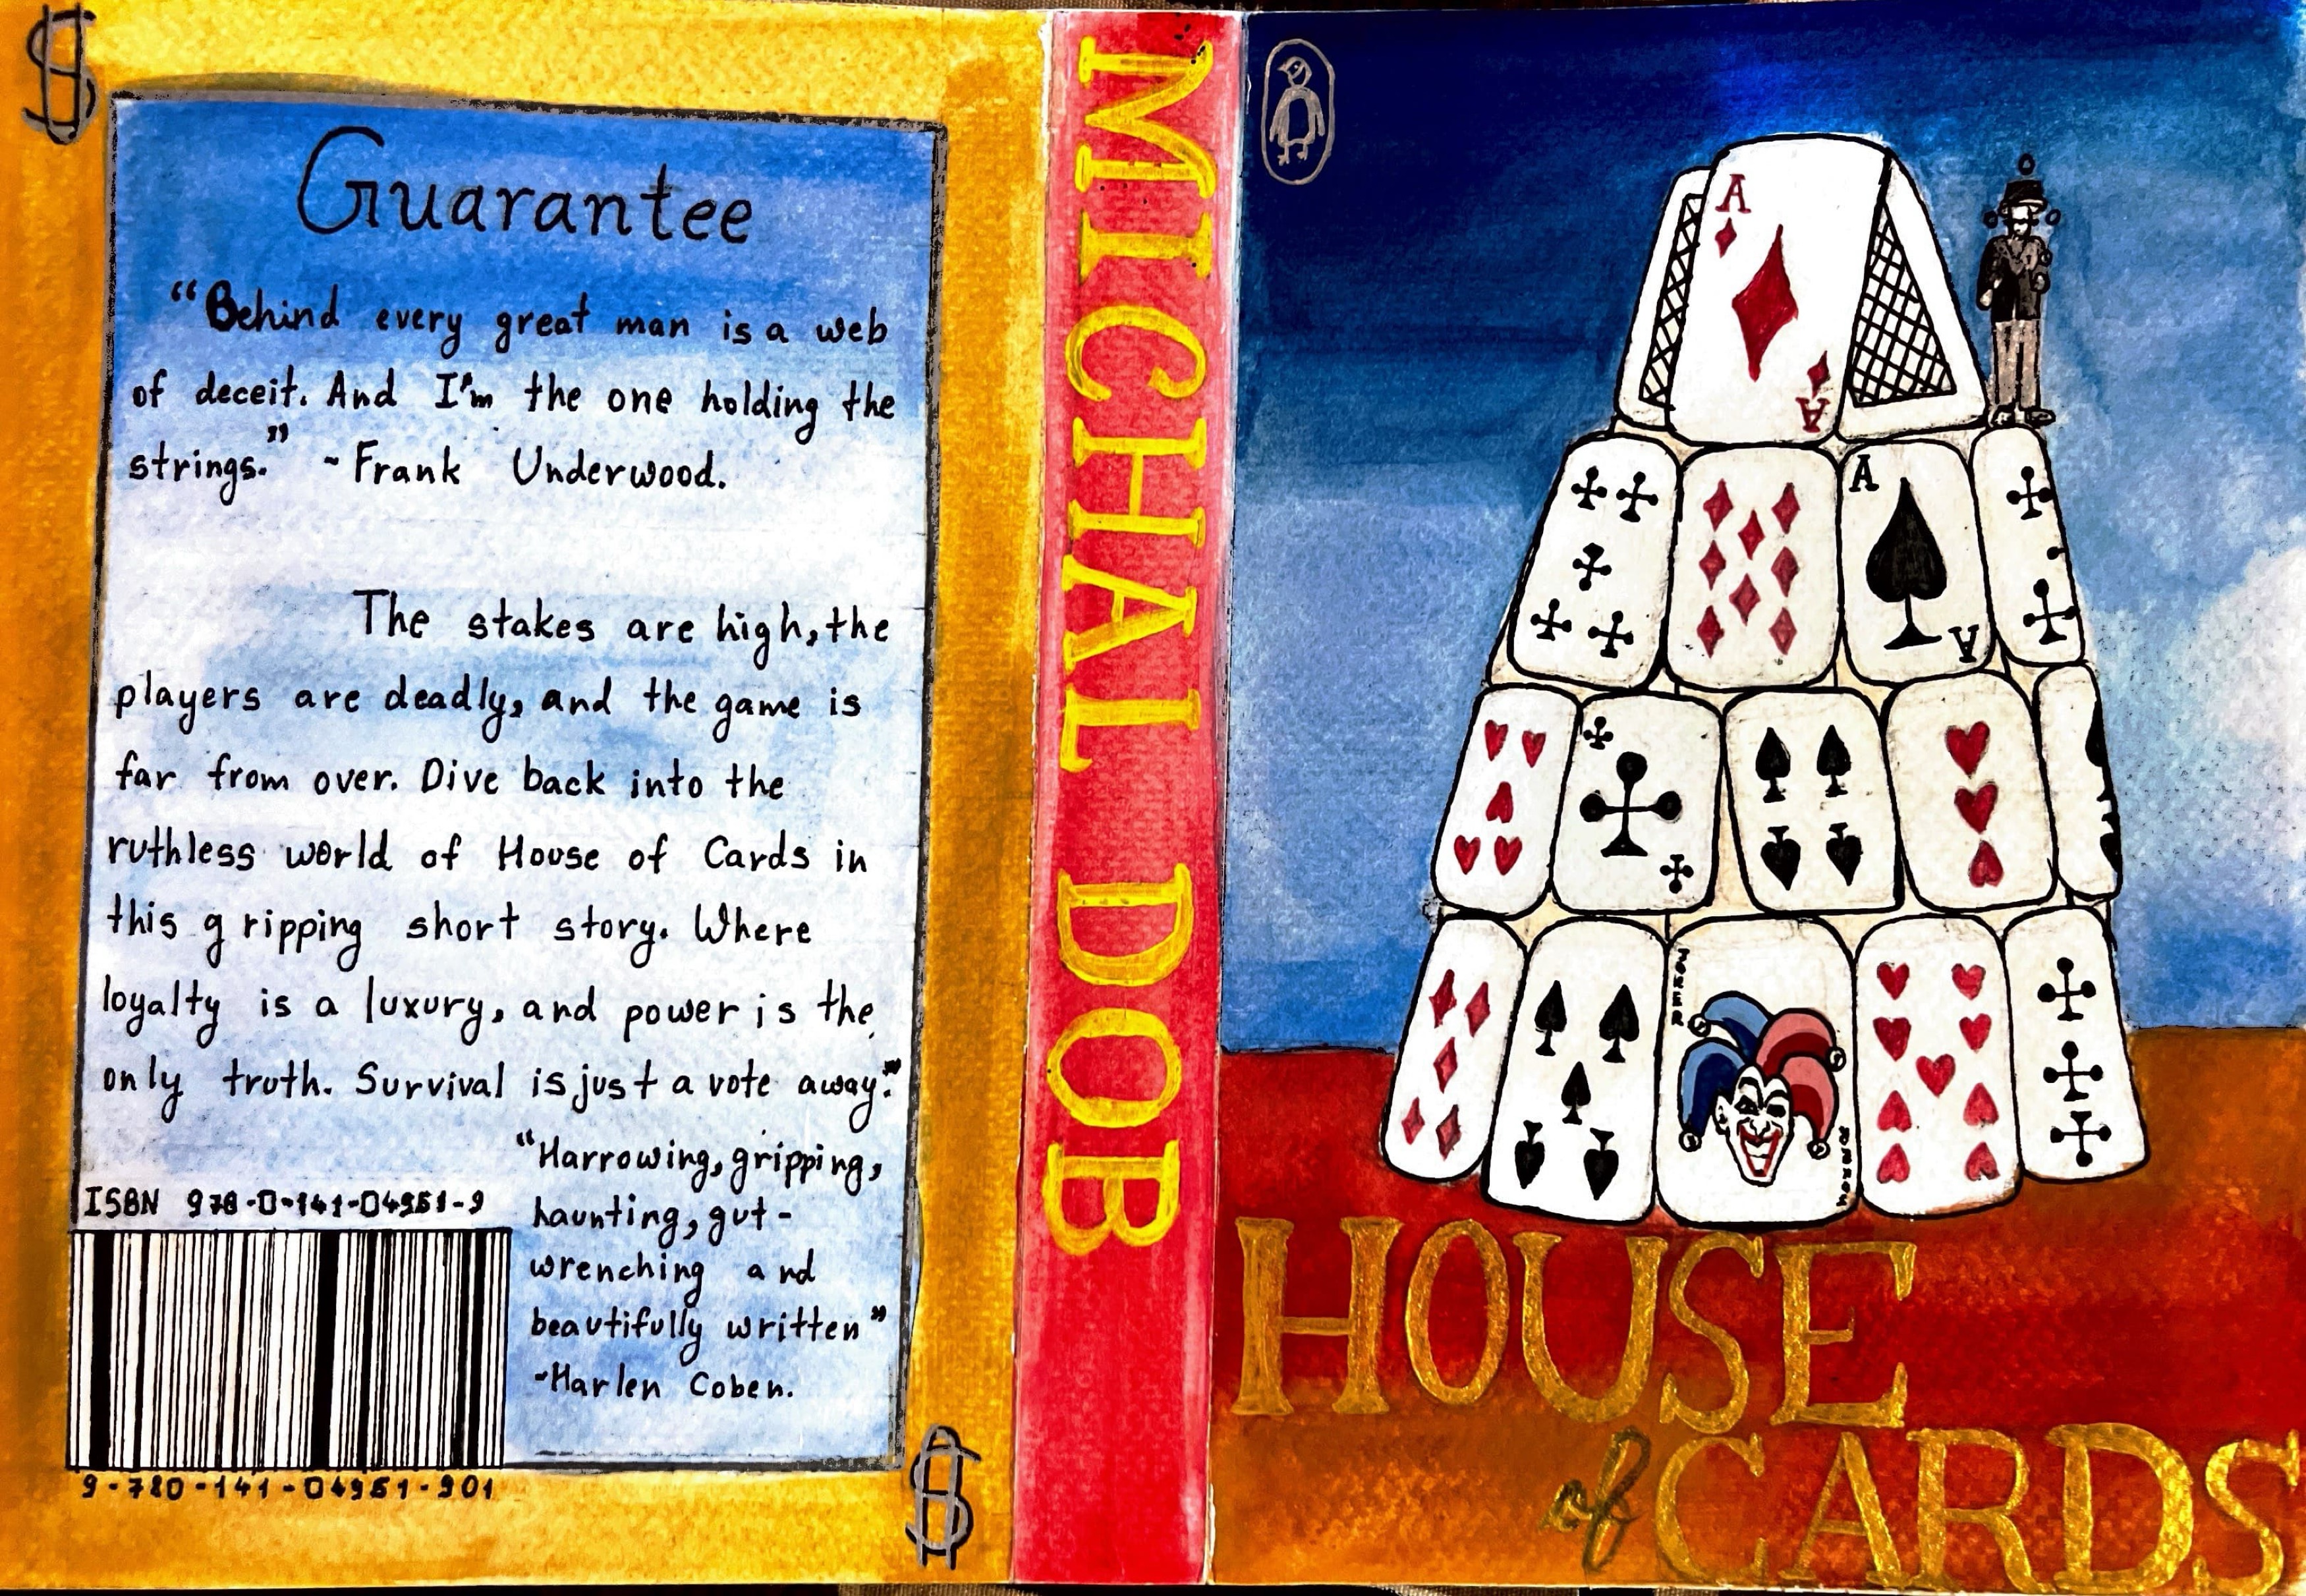 Guarantee
"Behind every great man is a web
of deceit. And I'm the one holding the
strings." ~ Frank Underwood.
The stakes are high, the
players are deadly, and the game is
far from over. Dive back into the
ruthless world of House of Cards in
this gripping short story. Where
loyalty is a luxury, and power is the
only truth. Survival is just a vote away."
"Harrowing, gripping,
haunting, gut-
wrenching and
beautifully written"
-Harlen Coben.
ISBN 978-0-141-04951-9
9-780-141-04951-901
MICHAL DOB
A
A
A
A
HOUSE
of CARDS